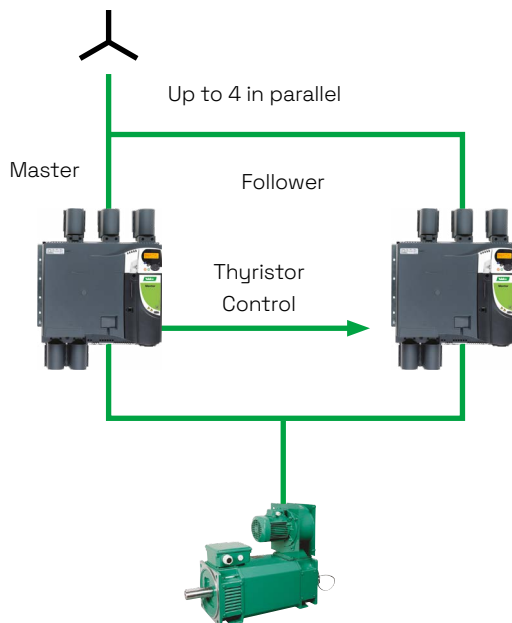 Up to 4 in parallel
Master
Follower
Thyristor
Control